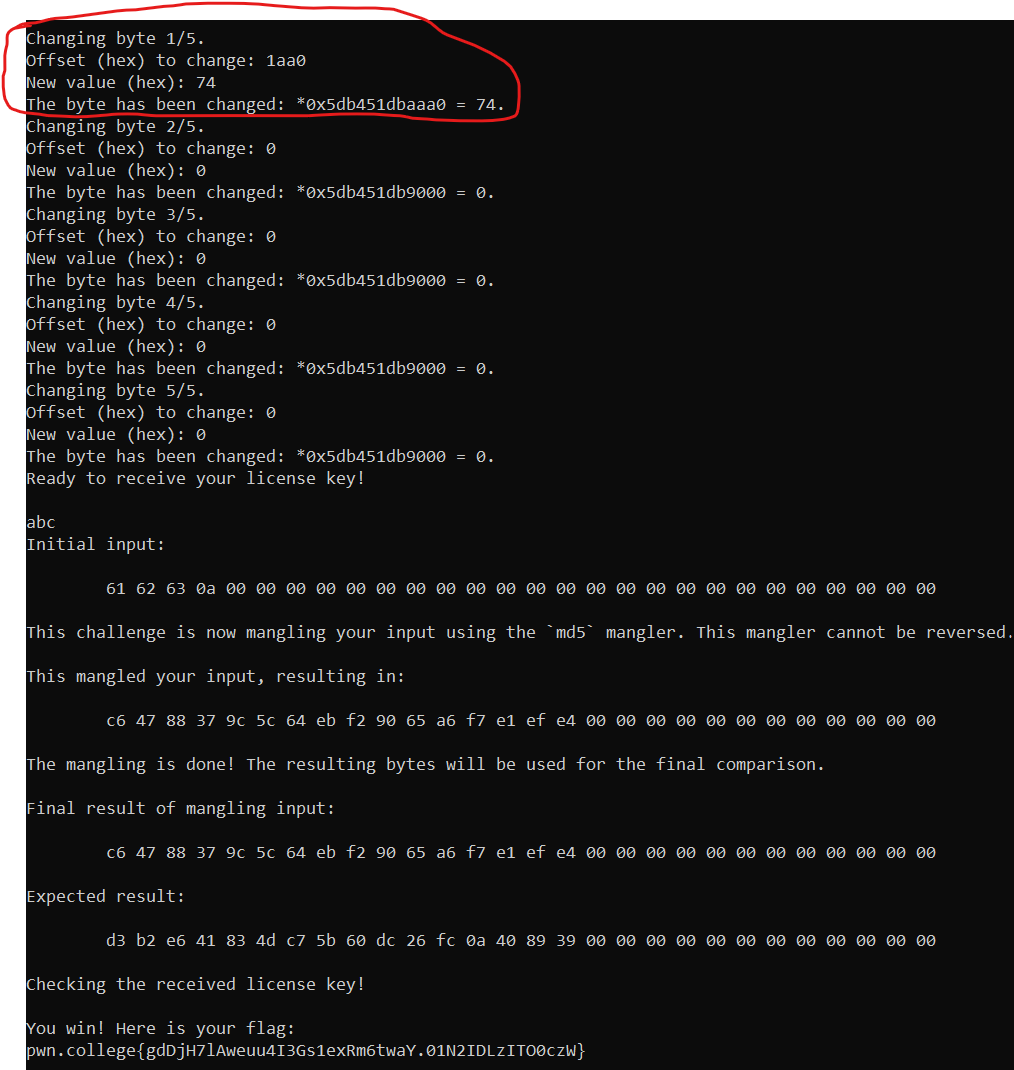 Changing byte 1/5.
Offset (hex) to change: 1aa0
New value (hex): 74
The byte has been changed: *0x5db451dbaaa0 = 74.
Changing byte 2/5.
Offset (hex) to change: 0
New value (hex): 0
The byte has been changed: *0x5db451db9000 = 0.
Changing byte 3/5.
Offset (hex) to change: 0
New value (hex): 0
The byte has been changed: *0x5db451db9000 = 0.
Changing byte 4/5.
Offset (hex) to change: 0
New value (hex): 0
The byte has been changed: *0x5db451db9000 = 0.
Changing byte 5/5.
Offset (hex) to change: 0
New value (hex): 0
The byte has been changed: *0x5db451db9000 = 0.
Ready to receive your license key!
abc
Initial input:
61 62 63 0a 00 00 00 00 00 00 00 00 00 00 00 00 00 00 00 00 00 00 00 00 00 00 00 00
This challenge is now mangling your input using the `md5` mangler. This mangler cannot be reversed.
This mangled your input, resulting in:
c6 47 88 37 9c 5c 64 eb f2 90 65 a6 f7 e1 ef e4 00 00 00 00 00 00 00 00 00 00 00 00
The mangling is done! The resulting bytes will be used for the final comparison.
Final result of mangling input:
c6 47 88 37 9c 5c 64 eb f2 90 65 a6 f7 e1 ef e4 00 00 00 00 00 00 00 00 00 00 00 00
Expected result:
d3 b2 e6 41 83 4d c7 5b 60 dc 26 fc 0a 40 89 39 00 00 00 00 00 00 00 00 00 00 00 00
Checking the received license key!
You win! Here is your flag:
pwn.college{gdDjH7lAweuu4I3Gs1exRm6twaY.01N2IDLzITO0czW}